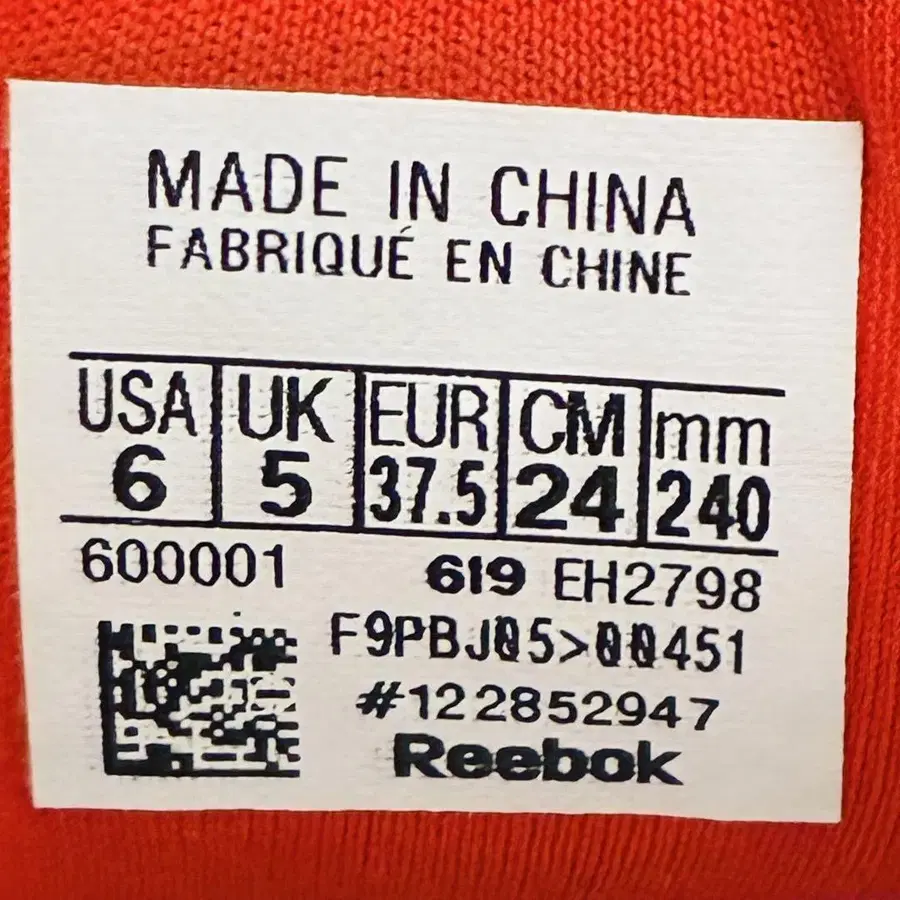 MADE IN CHINA
FABRIQUÉ EN CHINE
USA UK EUR CM mm
6 5 37.5 24 240
600001 619 EH2798
F9PBJ05>00451
#122852947
Reebok